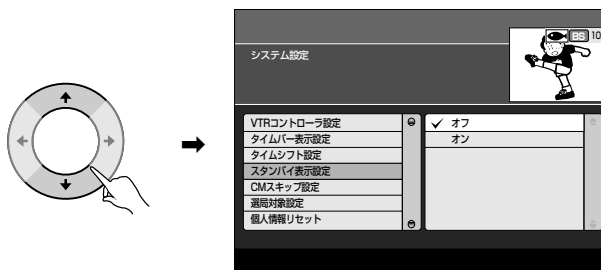 BS 10
システム設定
VTRコントローラ設定
タイムバー表示設定
タイムシフト設定
スタンバイ表示設定
CMスキップ設定
選局対象設定
個人情報リセット
オフ
オン